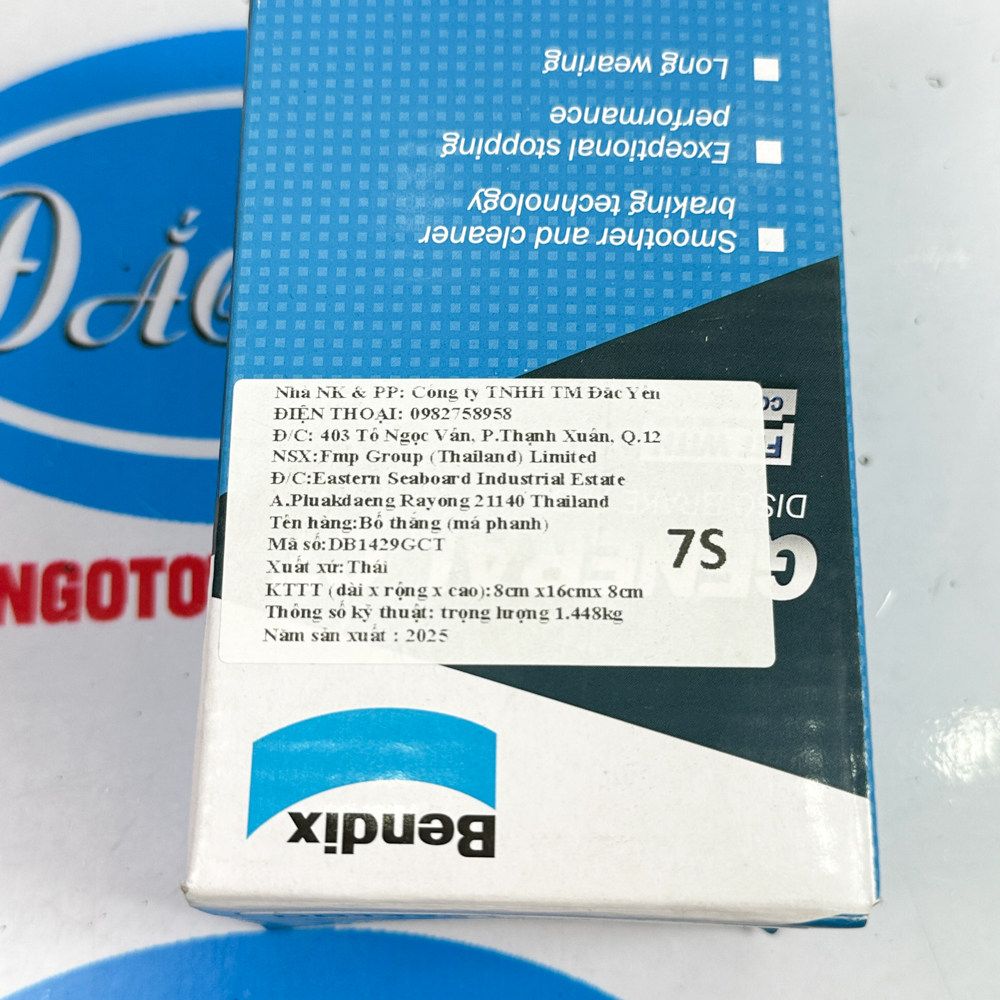 Long wearing
Exceptional stopping
performance
Smoother and cleaner
braking technology
ĐẮC
NGOTO
Nhà NK & PP: Công ty TNHH TM Đắc Yên
ĐIỆN THOẠI: 0982758958
Đ/C: 403 Tô Ngọc Vân, P.Thạnh Xuân, Q.12
NSX:Fmp Group (Thailand) Limited
Đ/C:Eastern Seaboard Industrial Estate
A.Pluakdaeng Rayong 21140 Thailand
Tên hàng:Bố thắng (má phanh)
Mã số:DB1429GCT
Xuất xứ: Thái
KTTT (dài x rộng x cao):8cm x16cmx 8cm
Thông số kỹ thuật: trọng lượng 1.448kg
Năm sản xuất : 2025
7S
Bendix